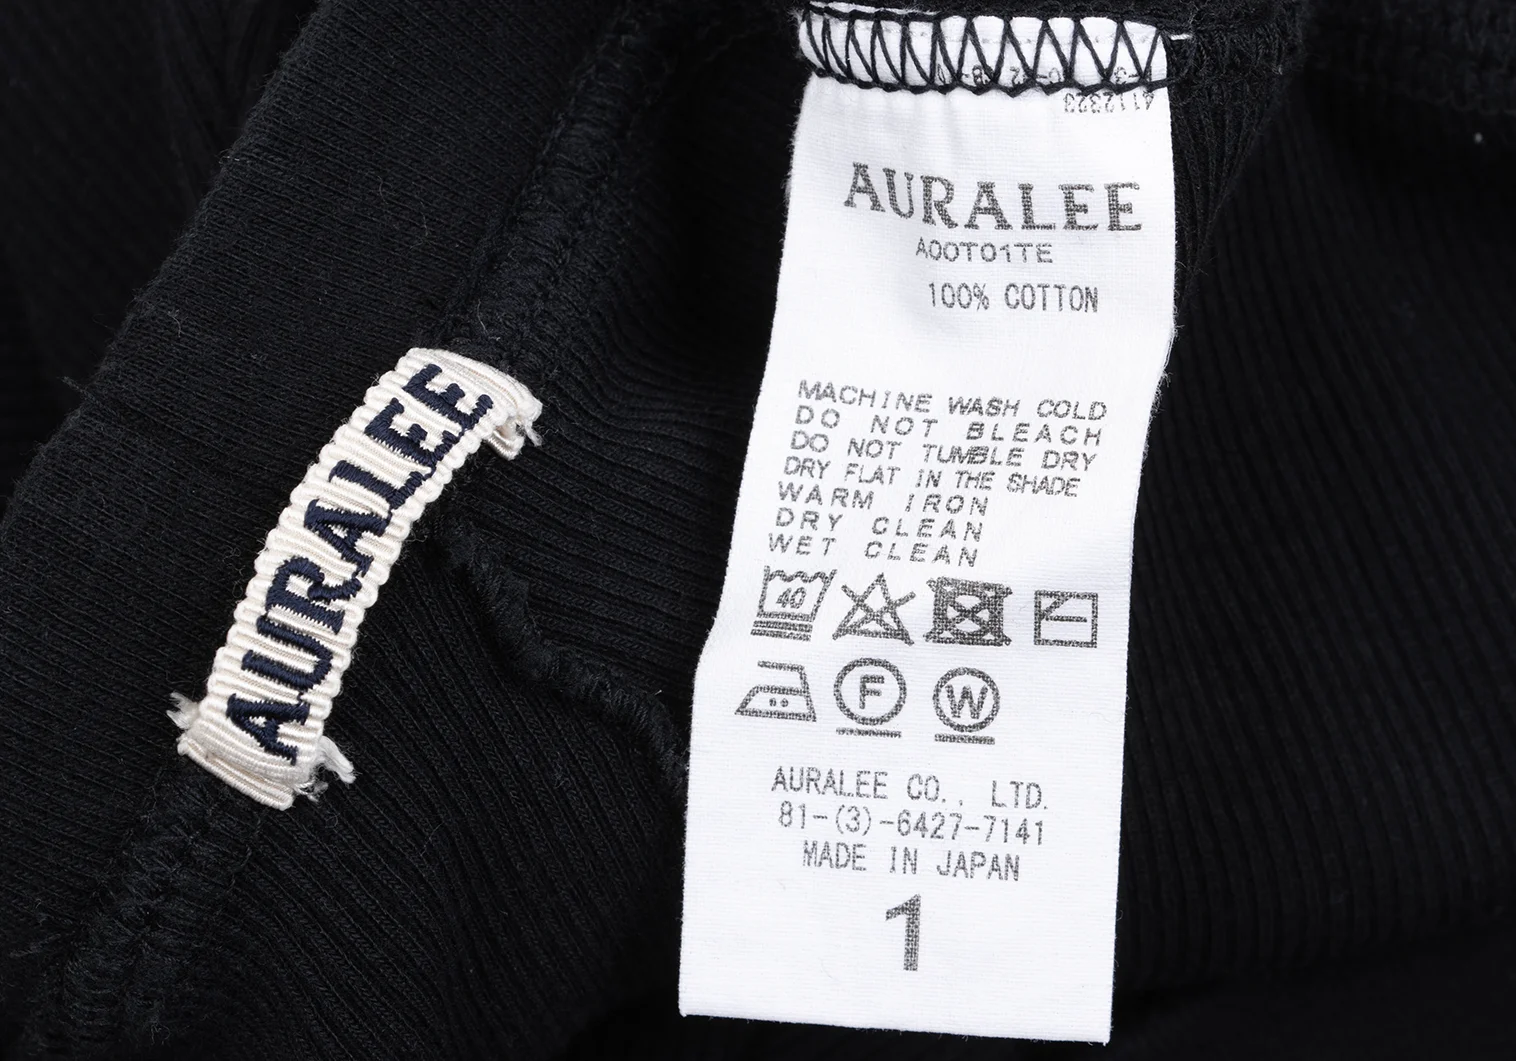 AURALEE
4112323
AURALEE
A00T01TE
100% COTTON
MACHINE WASH COLD
DO NOT BLEACH
DO NOT TUMBLE DRY
DRY FLAT IN THE SHADE
WARM IRON
DRY CLEAN
WET CLEAN
40
F W
AURALEE CO., LTD.
81-(3)-6427-7141
MADE IN JAPAN
1